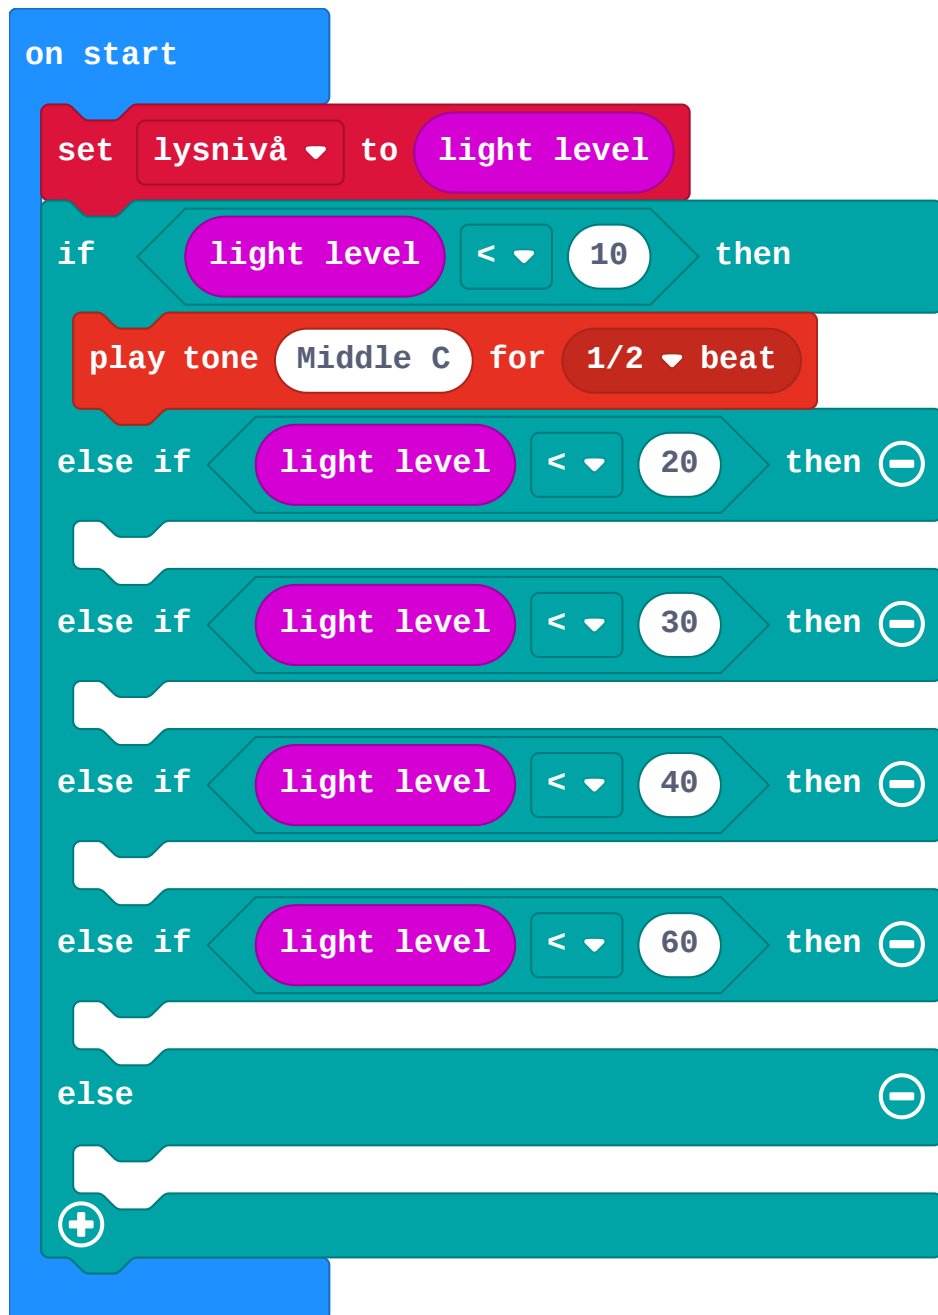 on start
set lysnivå to light level
if light level < 10 then
play tone Middle C for 1/2 beat
else if light level < 20 then
else if light level < 30 then
else if light level < 40 then
else if light level < 60 then
else